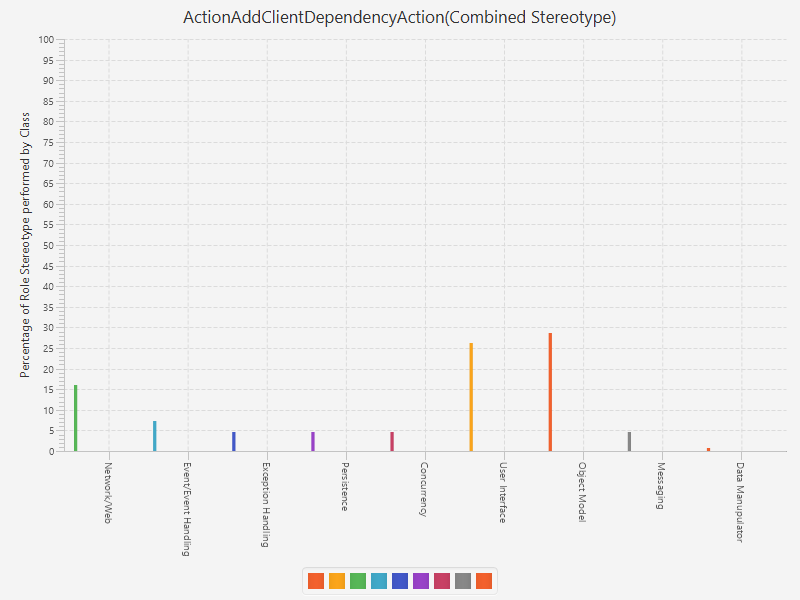 ActionAddClientDependencyAction(Combined Stereotype)
Percentage of Role Stereotype performed by Class
100
95
90
85
80
75
70
65
60
55
50
45
40
35
30
25
20
15
10
5
0
Network/Web
Event/Event Handling
Exception Handling
Persistence
Concurrency
User Interface
Object Model
Messaging
Data Manupulator